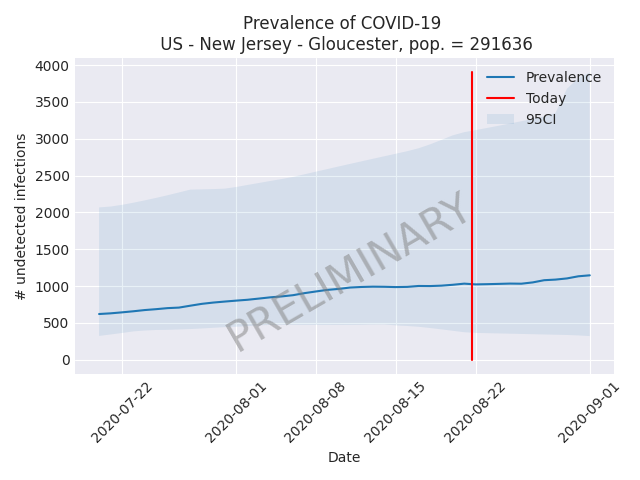 Prevalence of COVID-19
US - New Jersey - Gloucester, pop. = 291636
4000
3500
3000
2500
2000
1500
1000
500
0
# undetected infections
Prevalence
Today
95CI
PRELIMINARY
2020-07-22
2020-08-01
2020-08-08
2020-08-15
2020-08-22
2020-09-01
Date